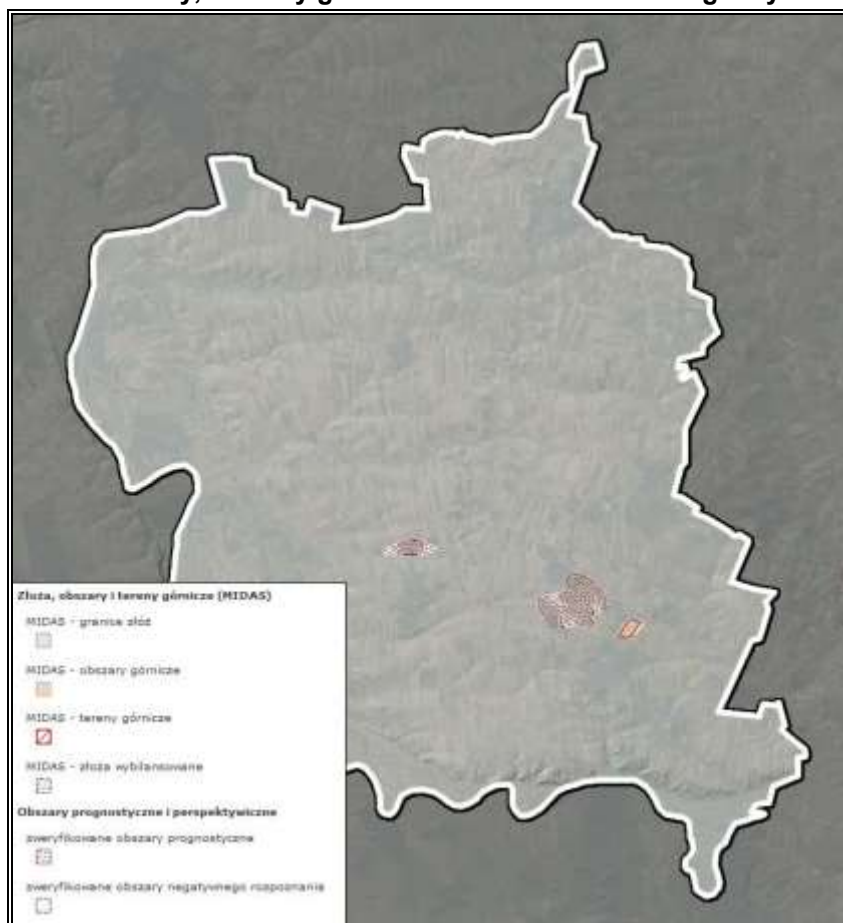 Złoża, obszary i tereny górnicze (MIDAS)
MIDAS - granice złóż
MIDAS - obszary górnicze
MIDAS - tereny górnicze
MIDAS - złoża wybilansowane
Obszary prognostyczne i perspektywiczne
zweryfikowane obszary prognostyczne
zweryfikowane obszary negatywnego rozpoznania